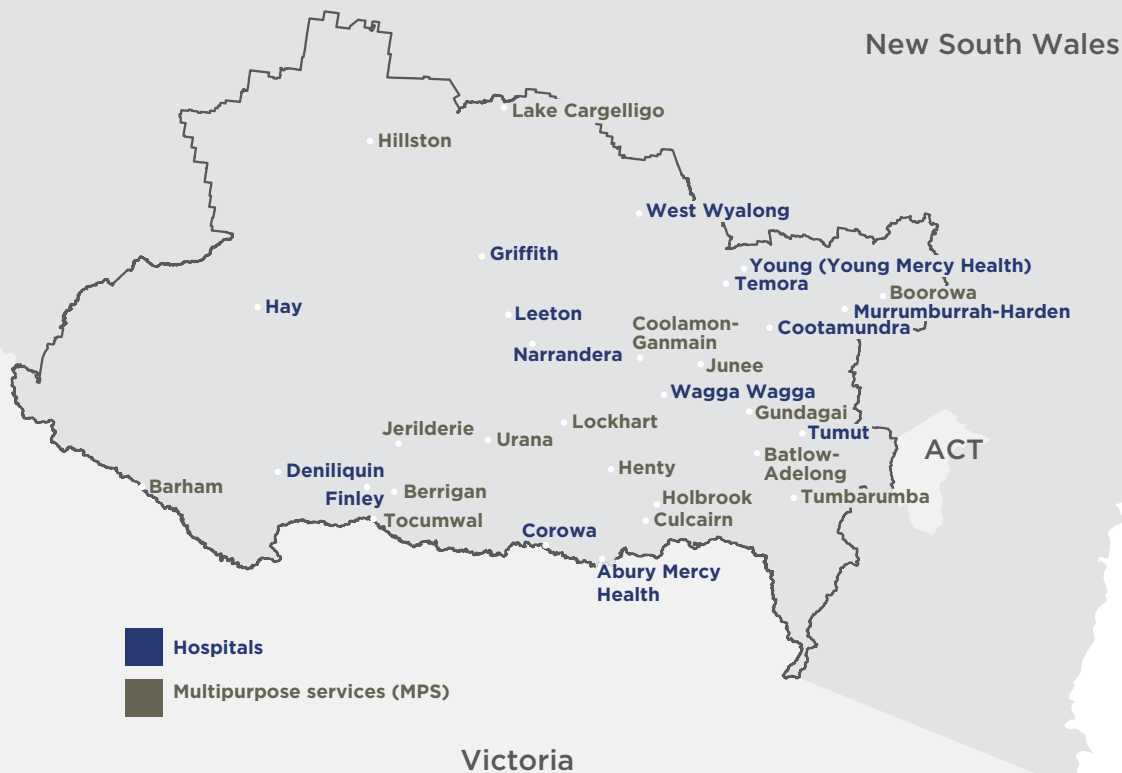 New South Wales
Lake Cargelligo
Hillston
West Wyalong
Griffith
Young (Young Mercy Health)
Temora
Boorowa
Hay
Leeton
Murrumburrah-Harden
Coolamon-
Ganmain
Cootamundra
Narrandera
Junee
Wagga Wagga
Gundagai
Lockhart
Jerilderie
Urana
Tumut
ACT
Batlow-
Adelong
Henty
Deniliquin
Barham
Finley
Berrigan
Holbrook
Tumbarumba
Tocumwal
Culcairn
Corowa
Abury Mercy
Health
Hospitals
Multipurpose services (MPS)
Victoria